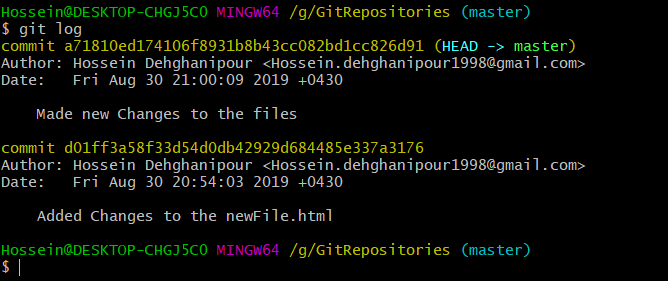 Hossein@DESKTOP-CHGJ5CO MINGW64 /g/GitRepositories (master)
$ git log
commit a71810ed174106f8931b8b43cc082bd1cc826d91 (HEAD -> master)
Author: Hossein Dehghanipour <Hossein.dehghanipour1998@gmail.com>
Date:   Fri Aug 30 21:00:09 2019 +0430
    Made new Changes to the files
commit d01ff3a58f33d54d0db42929d684485e337a3176
Author: Hossein Dehghanipour <Hossein.dehghanipour1998@gmail.com>
Date:   Fri Aug 30 20:54:03 2019 +0430
    Added Changes to the newFile.html
Hossein@DESKTOP-CHGJ5CO MINGW64 /g/GitRepositories (master)
$